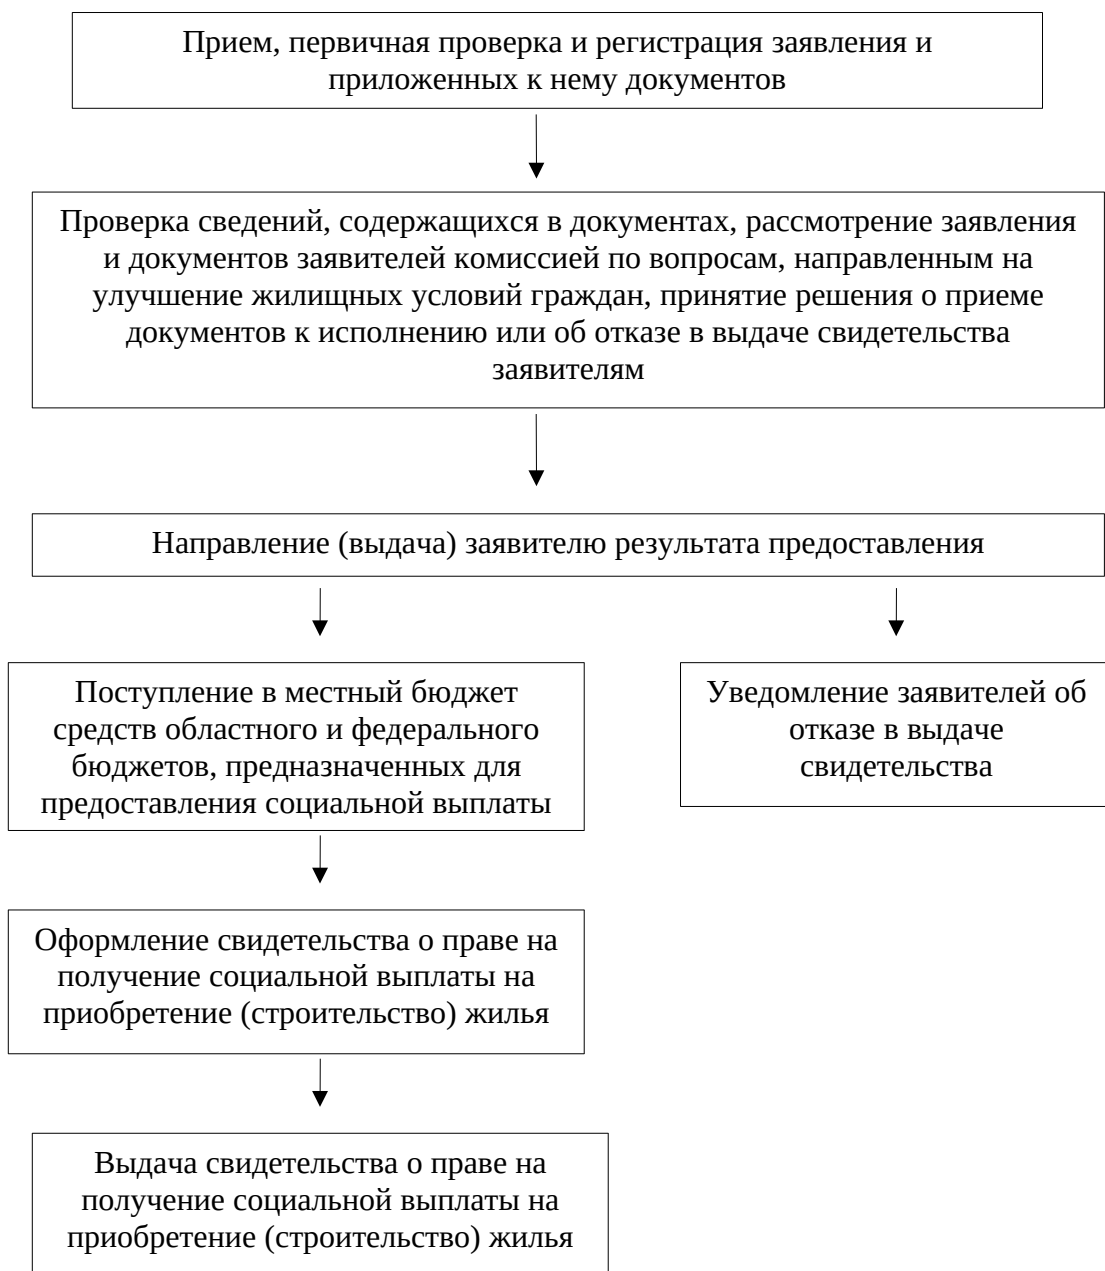 Прием, первичная проверка и регистрация заявления и
приложенных к нему документов
Проверка сведений, содержащихся в документах, рассмотрение заявления
и документов заявителей комиссией по вопросам, направленным на
улучшение жилищных условий граждан, принятие решения о приеме
документов к исполнению или об отказе в выдаче свидетельства
заявителям
Направление (выдача) заявителю результата предоставления
Поступление в местный бюджет
средств областного и федерального
бюджетов, предназначенных для
предоставления социальной выплаты
Уведомление заявителей об
отказе в выдаче
свидетельства
Оформление свидетельства о праве на
получение социальной выплаты на
приобретение (строительство) жилья
Выдача свидетельства о праве на
получение социальной выплаты на
приобретение (строительство) жилья